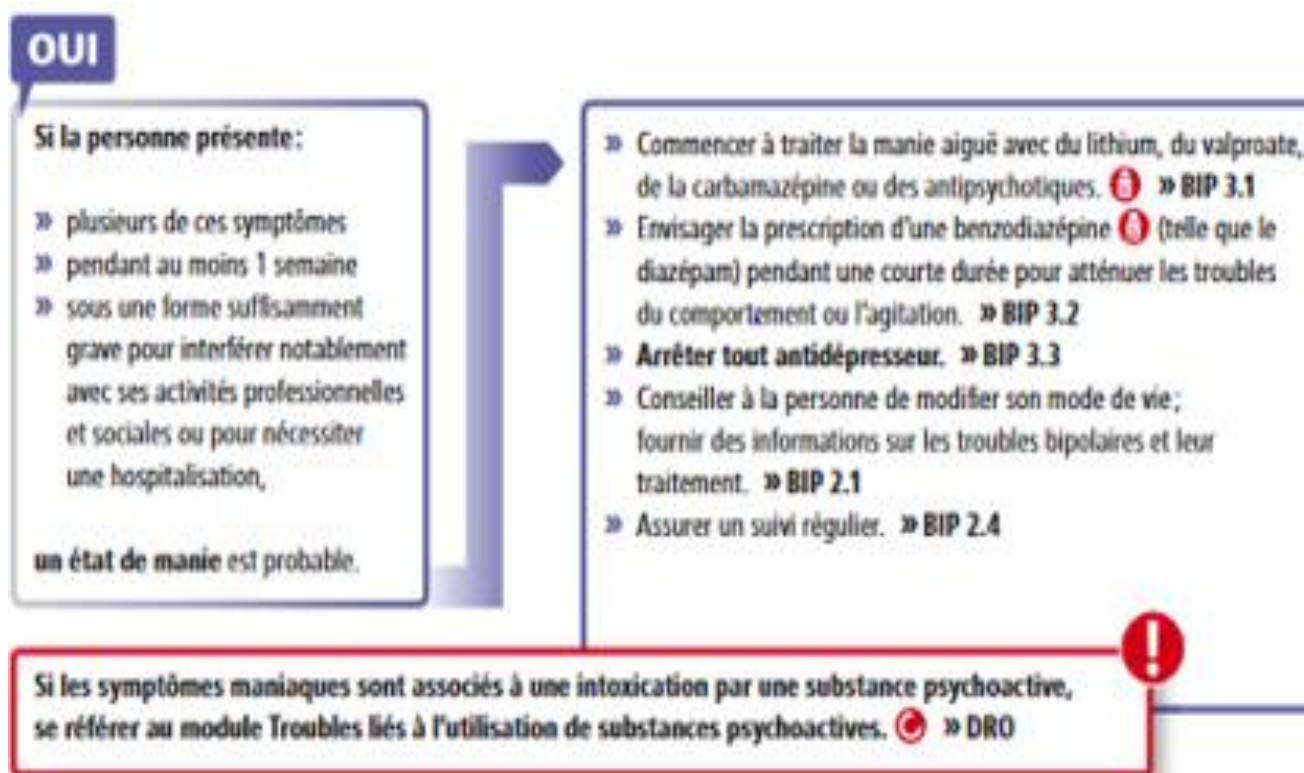 OUI
Si la personne présente:
» plusieurs de ces symptômes
» pendant au moins 1 semaine
» sous une forme suffisamment
grave pour interférer notablement
avec ses activités professionnelles
et sociales ou pour nécessiter
une hospitalisation,
un état de manie est probable.
» Commencer à traiter la manie aiguë avec du lithium, du valproate,
de la carbamazépine ou des antipsychotiques. » BIP 3.1
» Envisager la prescription d'une benzodiazépine (telle que le
diazépam) pendant une courte durée pour atténuer les troubles
du comportement ou l'agitation. » BIP 3.2
» Arrêter tout antidépresseur. » BIP 3.3
» Conseiller à la personne de modifier son mode de vie;
fournir des informations sur les troubles bipolaires et leur
traitement. » BIP 2.1
» Assurer un suivi régulier. » BIP 2.4
!
Si les symptômes maniaques sont associés à une intoxication par une substance psychoactive,
se référer au module Troubles liés à l'utilisation de substances psychoactives. » DRO